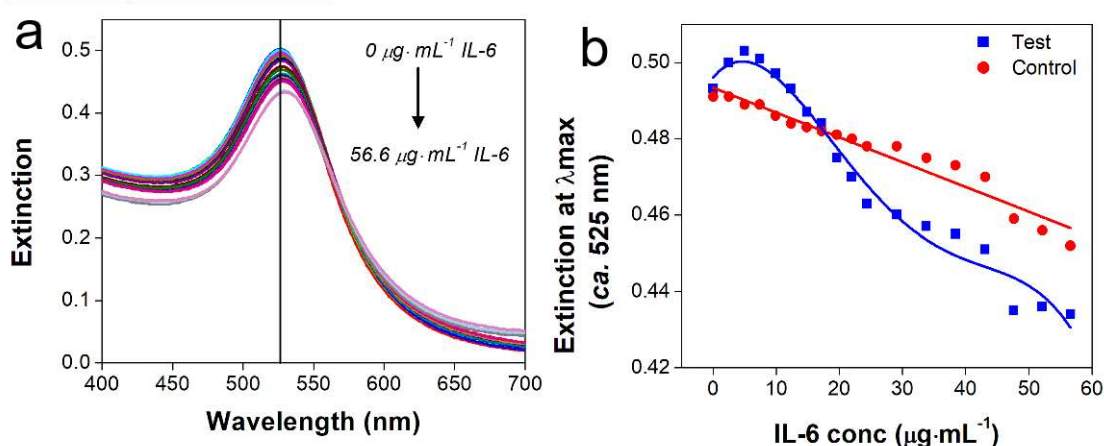 a
0.5
0.4
0.3
0.2
0.1
0.0
Extinction
0 μg·mL⁻¹ IL-6
56.6 μg·mL⁻¹ IL-6
400 450 500 550 600 650 700
Wavelength (nm)
b
Test
Control
0.50
0.48
0.46
0.44
0.42
Extinction at λmax
(ca. 525 nm)
0 10 20 30 40 50 60
IL-6 conc (μg·mL⁻¹)